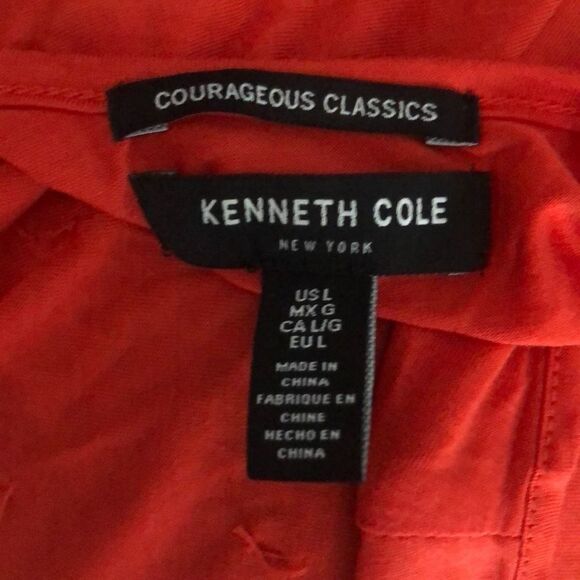 COURAGEOUS CLASSICS
KENNETH COLE
NEW YORK
US L
MX G
CA L/G
EU L
MADE IN
CHINA
FABRIQUE EN
CHINE
HECHO EN
CHINA